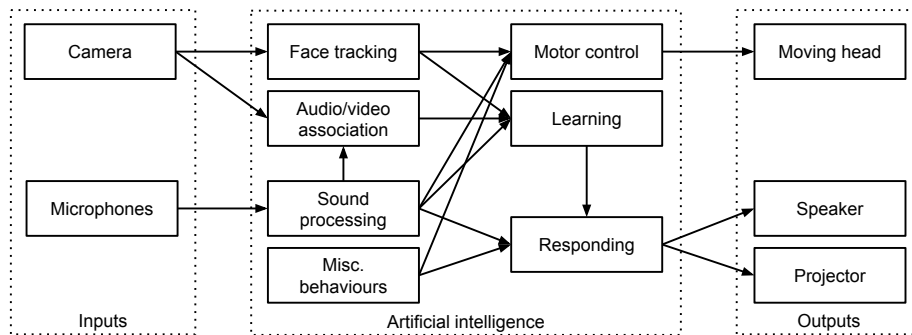 Camera
Microphones
Inputs
Face tracking
Audio/video
association
Sound
processing
Misc.
behaviours
Motor control
Learning
Responding
Artificial intelligence
Moving head
Speaker
Projector
Outputs